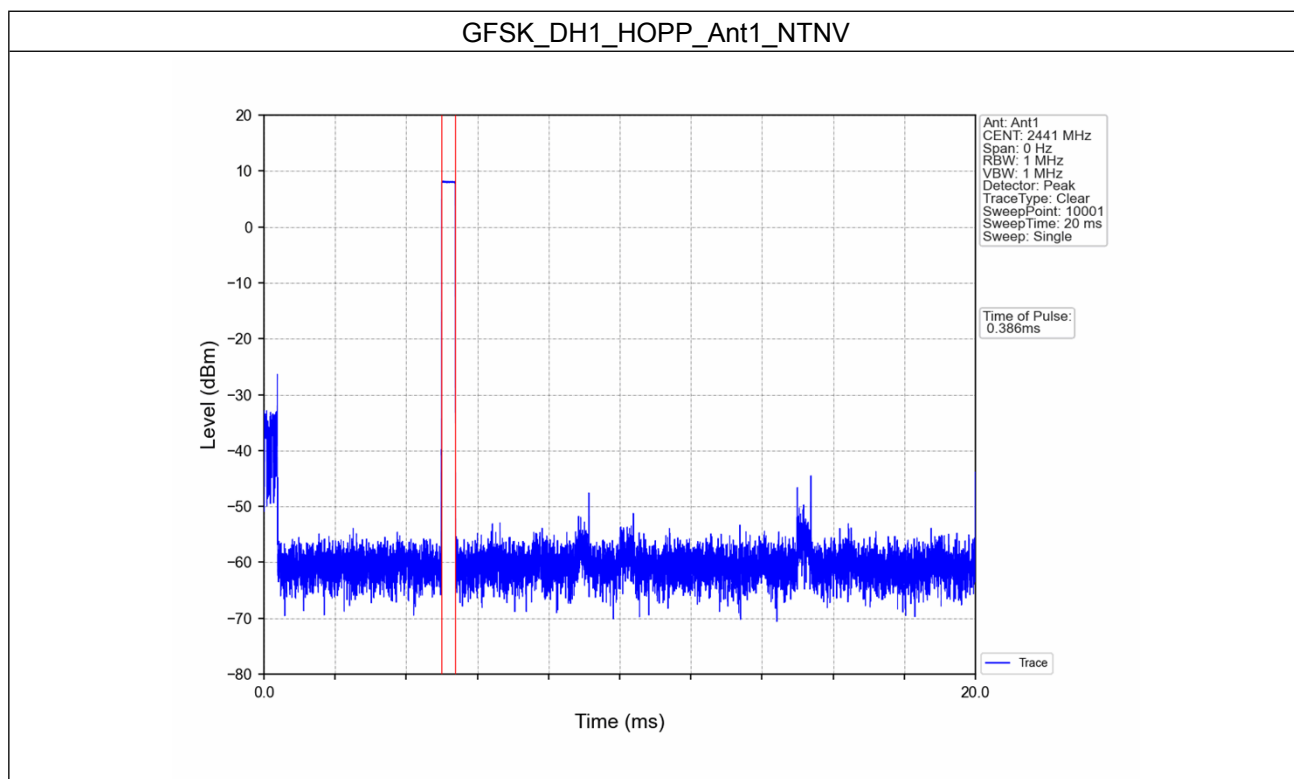 GFSK_DH1_HOPP_Ant1_NTNV
20
10
0
−10
−20
−30
−40
−50
−60
−70
−80
Level (dBm)
0.0
20.0
Time (ms)
Ant: Ant1
CENT: 2441 MHz
Span: 0 Hz
RBW: 1 MHz
VBW: 1 MHz
Detector: Peak
TraceType: Clear
SweepPoint: 10001
SweepTime: 20 ms
Sweep: Single
Time of Pulse:
0.386ms
Trace